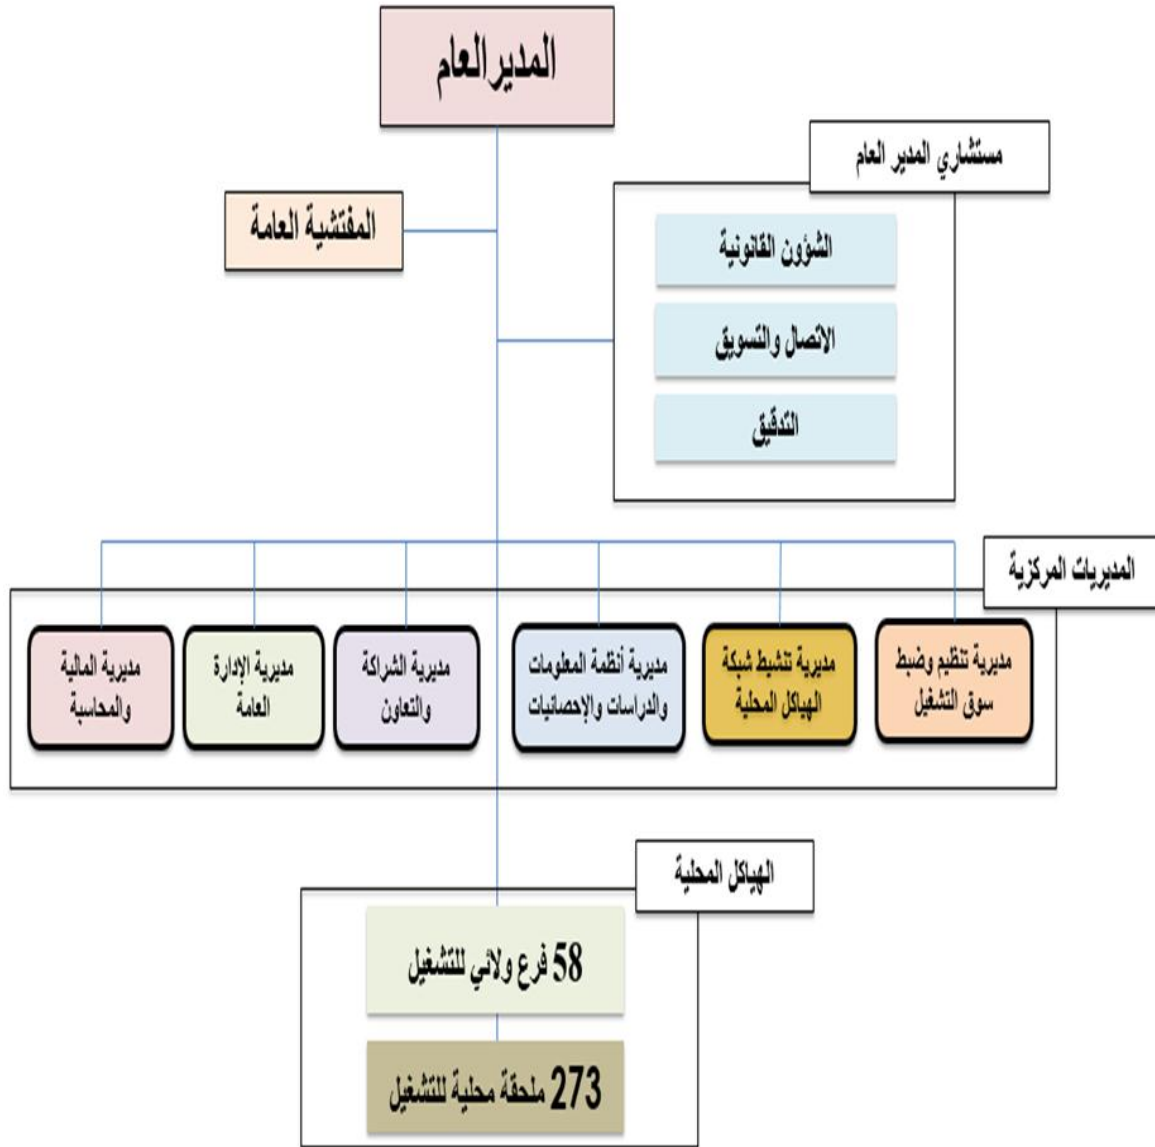 المدير العام
مستشاري المدير العام
المفتشية العامة
الشؤون القانونية
الاتصال والتسويق
التدقيق
المديريات المركزية
مديرية تنظيم وضبط
سوق التشغيل
مديرية تنشيط شبكة
الهياكل المحلية
مديرية أنظمة المعلومات
والدراسات والإحصائيات
مديرية الشراكة
والتعاون
مديرية الإدارة
العامة
مديرية المالية
والمحاسبة
الهياكل المحلية
58 فرع ولائي للتشغيل
273 ملحقة محلية للتشغيل